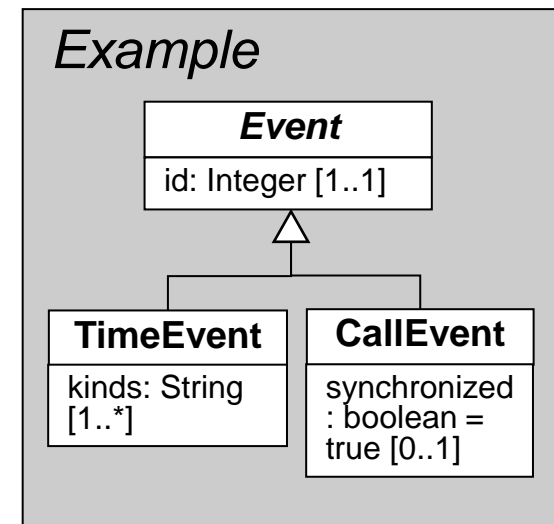 Example
Event
id: Integer [1..1]
TimeEvent
kinds: String
[1..*]
CallEvent
synchronized
: boolean =
true [0..1]